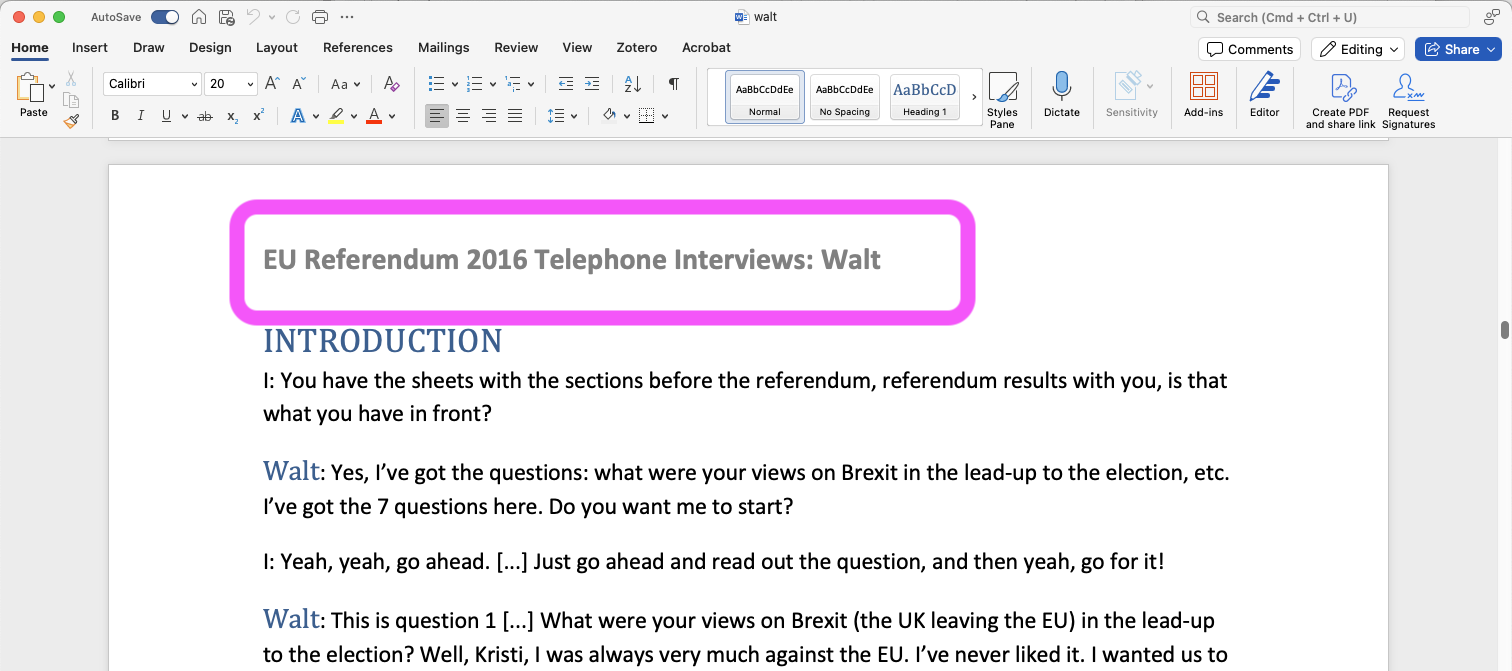 AutoSave
walt
Search (Cmd + Ctrl + U)
Home Insert Draw Design Layout References Mailings Review View Zotero Acrobat
Comments Editing Share
Paste
Calibri 20 A A Aa A
B I U ab x₂ x² A A
AaBbCcDdEe AaBbCcDdEe AaBbCcD
Normal No Spacing Heading 1
Styles Pane
Dictate
Sensitivity
Add-ins
Editor
Create PDF and share link
Request Signatures
EU Referendum 2016 Telephone Interviews: Walt
INTRODUCTION
I: You have the sheets with the sections before the referendum, referendum results with you, is that
what you have in front?
Walt: Yes, I’ve got the questions: what were your views on Brexit in the lead-up to the election, etc.
I’ve got the 7 questions here. Do you want me to start?
I: Yeah, yeah, go ahead. [...] Just go ahead and read out the question, and then yeah, go for it!
Walt: This is question 1 [...] What were your views on Brexit (the UK leaving the EU) in the lead-up
to the election? Well, Kristi, I was always very much against the EU. I’ve never liked it. I wanted us to